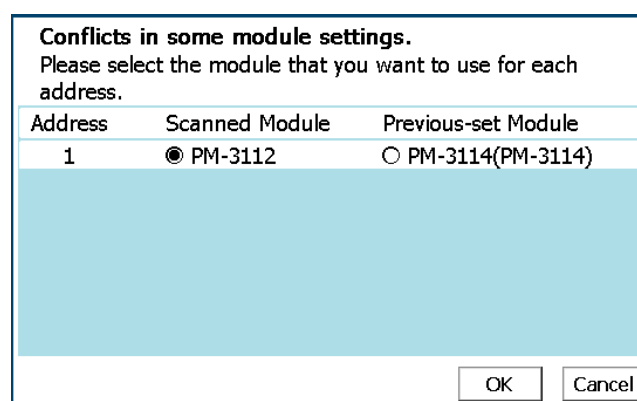 Conflicts in some module settings.
Please select the module that you want to use for each
address.
Address Scanned Module Previous-set Module
1 PM-3112 PM-3114(PM-3114)
OK Cancel